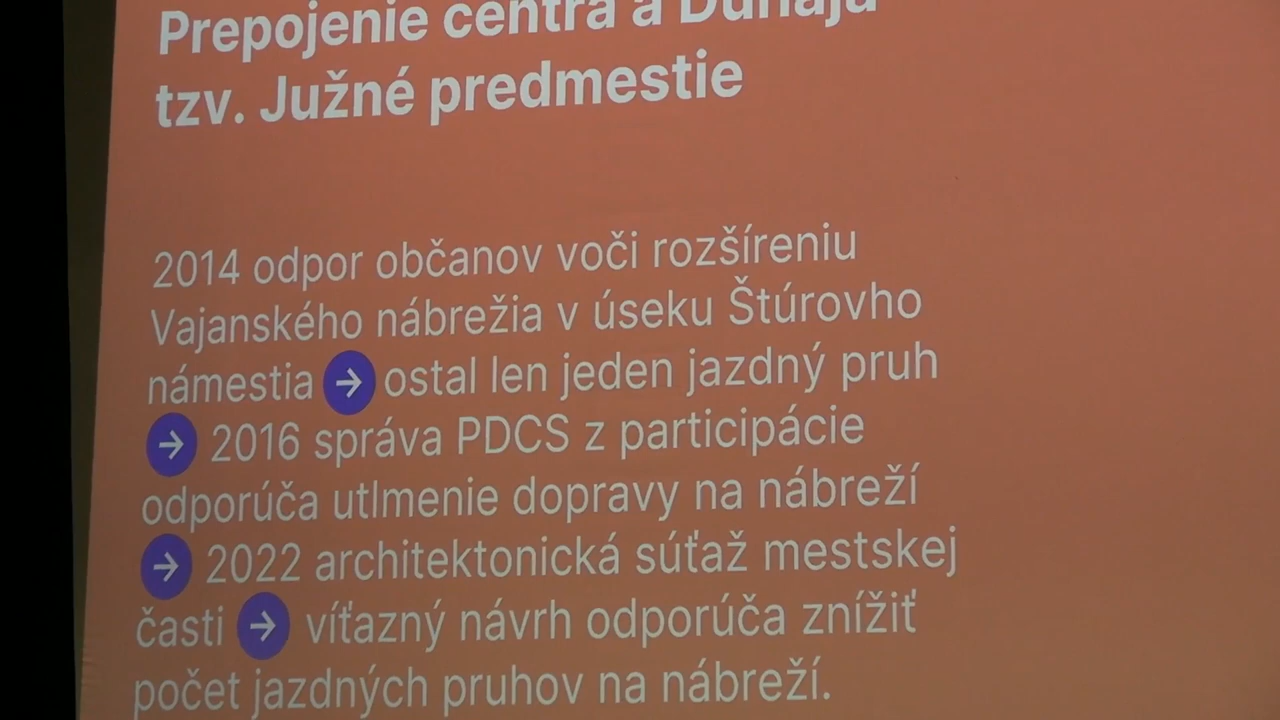 Prepojenie centra a Dunaja
tzv. Južné predmestie
2014 odpor občanov voči rozšíreniu
Vajanského nábrežia v úseku Štúrovho
námestia → ostal len jeden jazdný pruh
→ 2016 správa PDCS z participácie
odporúča utlmenie dopravy na nábreží
→ 2022 architektonická súťaž mestskej
časti → víťazný návrh odporúča znížiť
počet jazdných pruhov na nábreží.